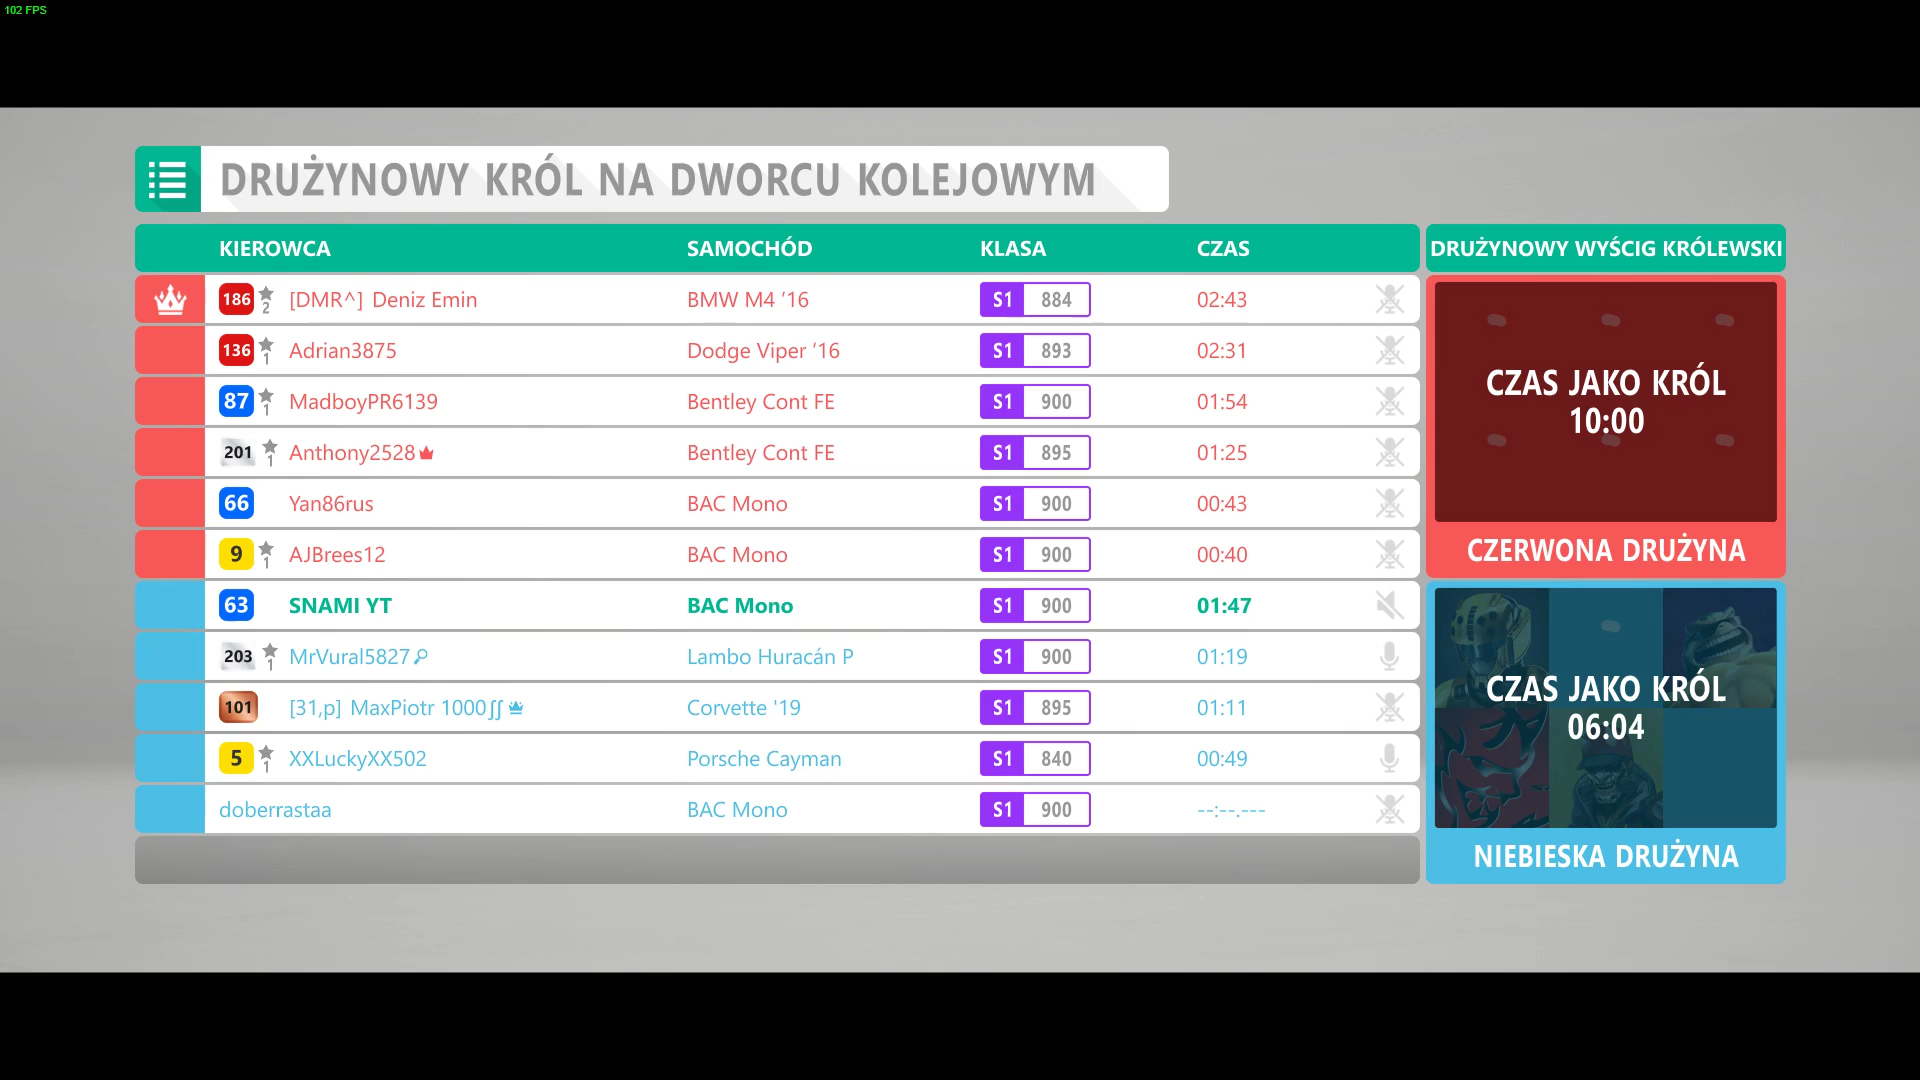 102 FPS
DRUŻYNOWY KRÓL NA DWORCU KOLEJOWYM
KIEROWCA SAMOCHÓD KLASA CZAS
186 2 [DMR^] Deniz Emin BMW M4 '16 S1 884 02:43
136 1 Adrian3875 Dodge Viper '16 S1 893 02:31
87 1 MadboyPR6139 Bentley Cont FE S1 900 01:54
201 1 Anthony2528 Bentley Cont FE S1 895 01:25
66 Yan86rus BAC Mono S1 900 00:43
9 1 AJBrees12 BAC Mono S1 900 00:40
63 SNAMI YT BAC Mono S1 900 01:47
203 1 MrVural5827 Lambo Huracán P S1 900 01:19
101 [31,p] MaxPiotr 1000∫∫ Corvette '19 S1 895 01:11
5 1 XXLuckyXX502 Porsche Cayman S1 840 00:49
doberrastaa BAC Mono S1 900 --:--.---
DRUŻYNOWY WYŚCIG KRÓLEWSKI
CZAS JAKO KRÓL
10:00
CZERWONA DRUŻYNA
CZAS JAKO KRÓL
06:04
NIEBIESKA DRUŻYNA